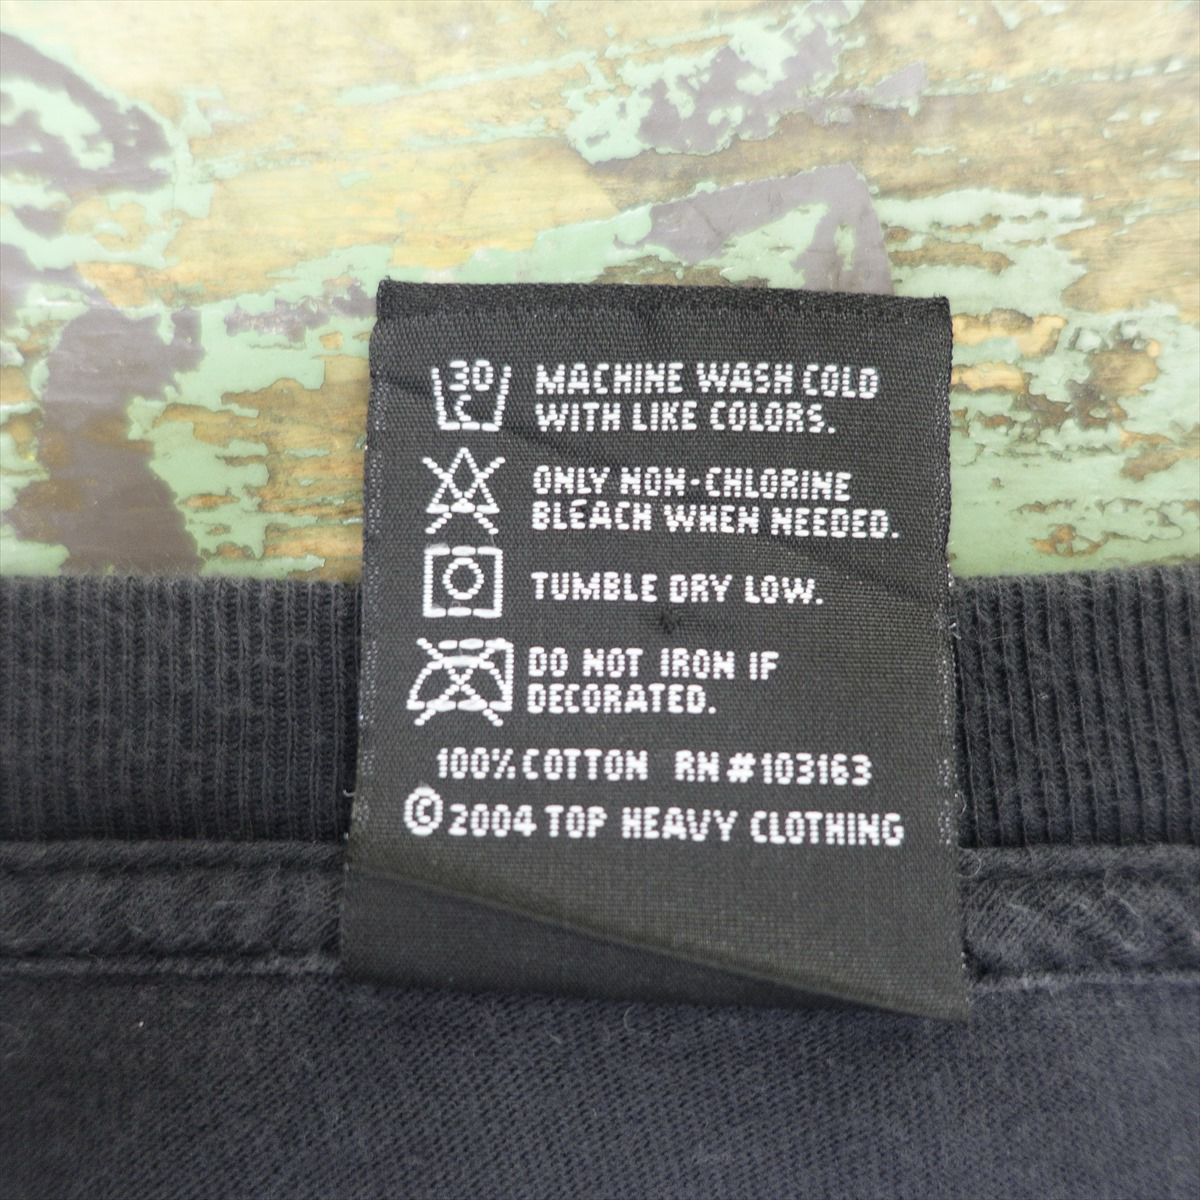 30
C
MACHINE WASH COLD
WITH LIKE COLORS.
ONLY NON-CHLORINE
BLEACH WHEN NEEDED.
TUMBLE DRY LOW.
DO NOT IRON IF
DECORATED.
100% COTTON RN #103163
© 2004 TOP HEAVY CLOTHING